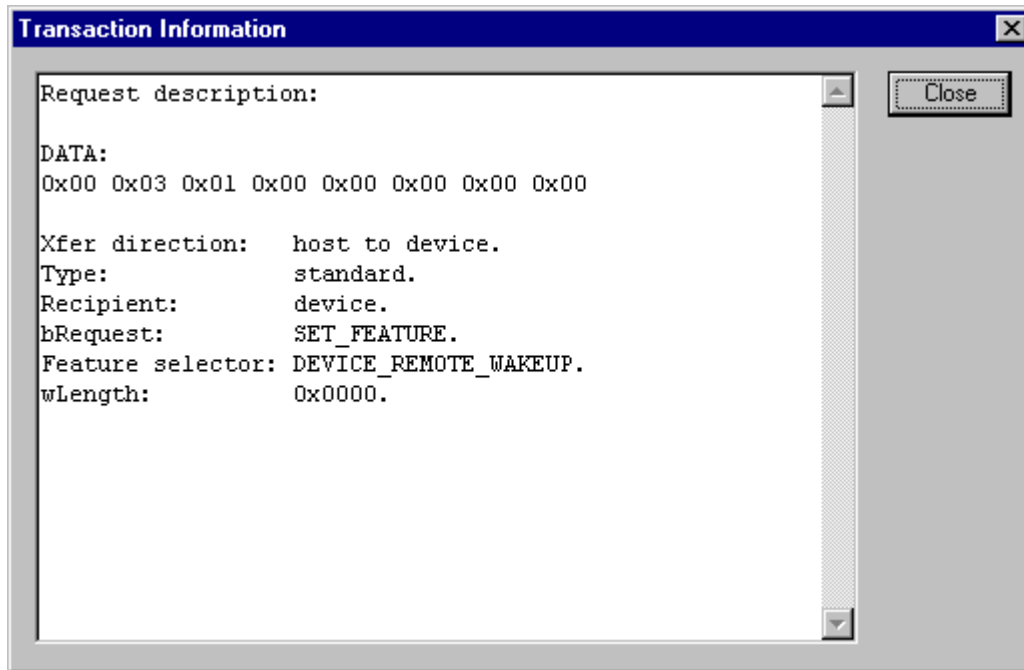 Transaction Information
Request description:
Close
DATA:
0x00 0x03 0x01 0x00 0x00 0x00 0x00 0x00
Xfer direction: host to device.
Type: standard.
Recipient: device.
bRequest: SET_FEATURE.
Feature selector: DEVICE_REMOTE_WAKEUP.
wLength: 0x0000.